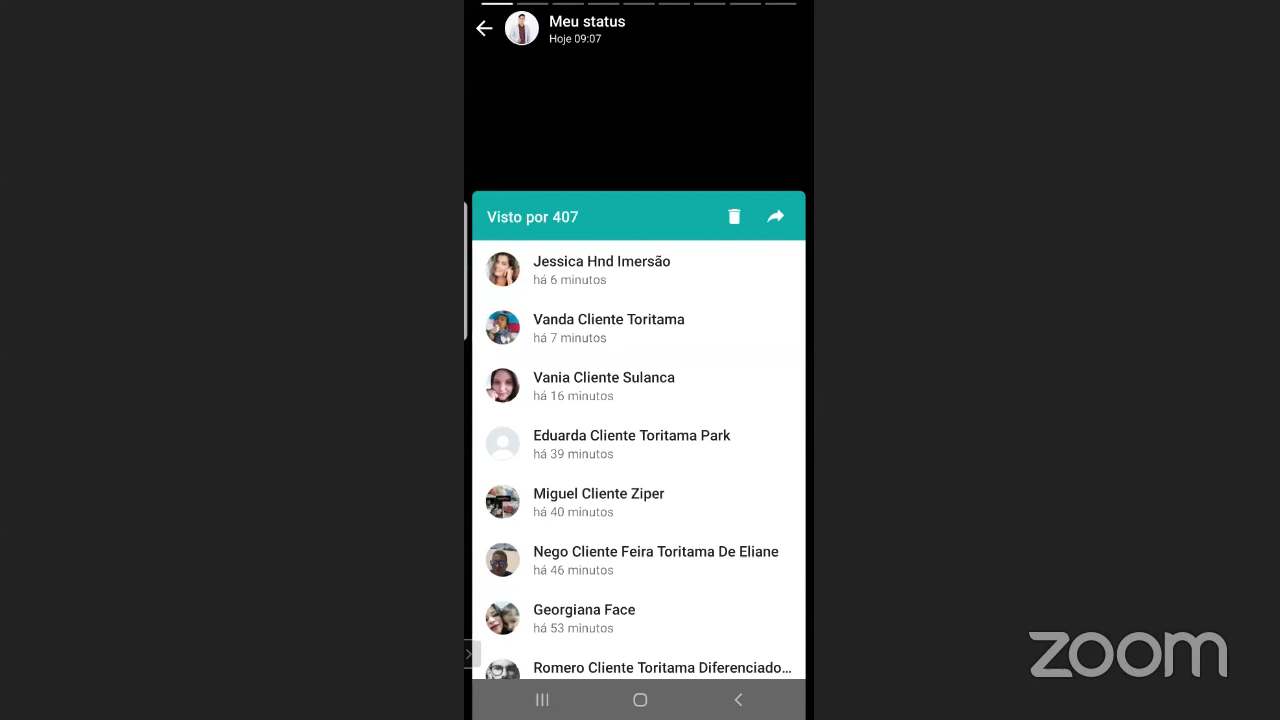 Meu status
Hoje 09:07
Visto por 407
Jessica Hnd Imersão
há 6 minutos
Vanda Cliente Toritama
há 7 minutos
Vania Cliente Sulanca
há 16 minutos
Eduarda Cliente Toritama Park
há 39 minutos
Miguel Cliente Ziper
há 40 minutos
Nego Cliente Feira Toritama De Eliane
há 46 minutos
Georgiana Face
há 53 minutos
Romero Cliente Toritama Diferenciado...
zoom